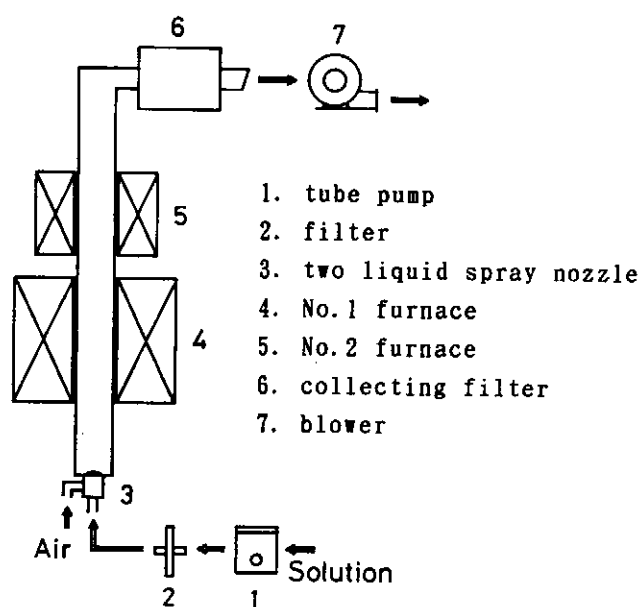 6
7
5
4
3
2
1
Air
Solution
1. tube pump
2. filter
3. two liquid spray nozzle
4. No.1 furnace
5. No.2 furnace
6. collecting filter
7. blower